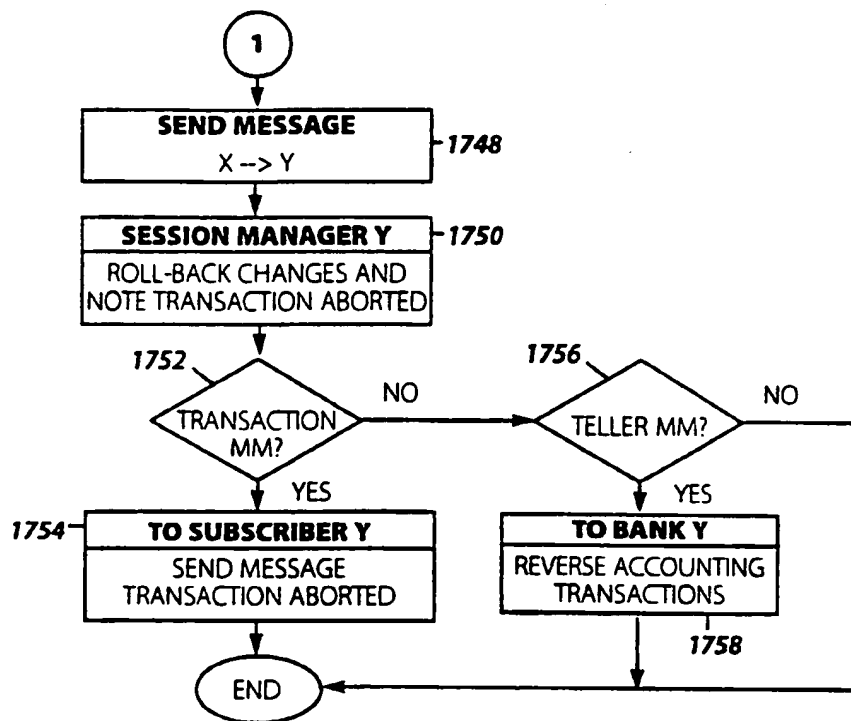 1
SEND MESSAGE
X --> Y
1748
SESSION MANAGER Y
1750
ROLL-BACK CHANGES AND
NOTE TRANSACTION ABORTED
1752
TRANSACTION
MM?
NO
YES
1756
TELLER MM?
NO
YES
1754
TO SUBSCRIBER Y
SEND MESSAGE
TRANSACTION ABORTED
TO BANK Y
REVERSE ACCOUNTING
TRANSACTIONS
1758
END